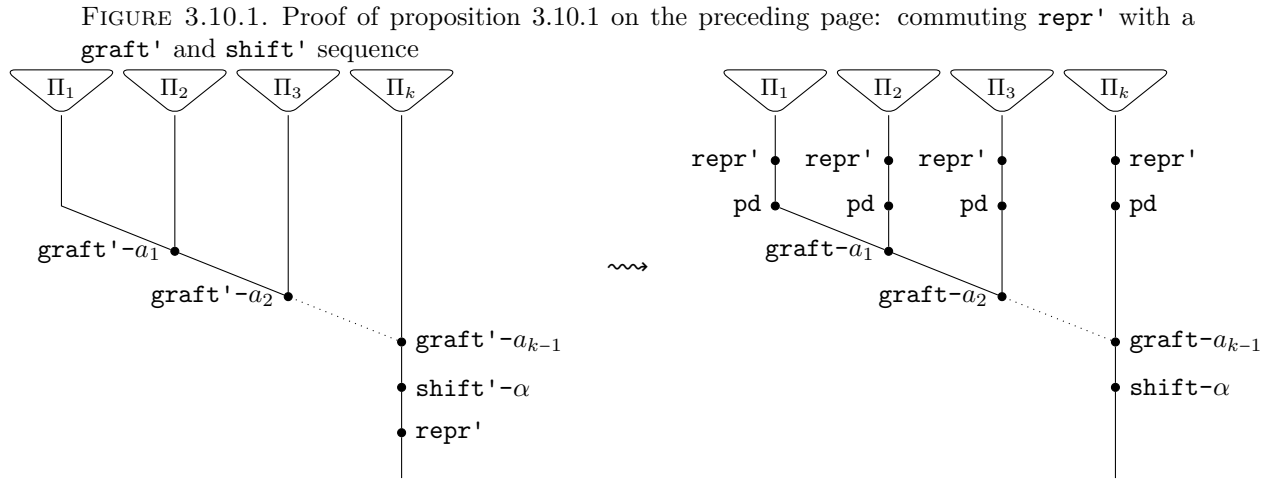 FIGURE 3.10.1. Proof of proposition 3.10.1 on the preceding page: commuting repr' with a
graft' and shift' sequence
Π₁ Π₂ Π₃ Πₖ
graft'-a₁
graft'-a₂
graft'-aₖ₋₁
shift'-α
repr'
⇝
Π₁ Π₂ Π₃ Πₖ
repr' repr' repr' repr'
pd pd pd pd
graft-a₁
graft-a₂
graft-aₖ₋₁
shift-α